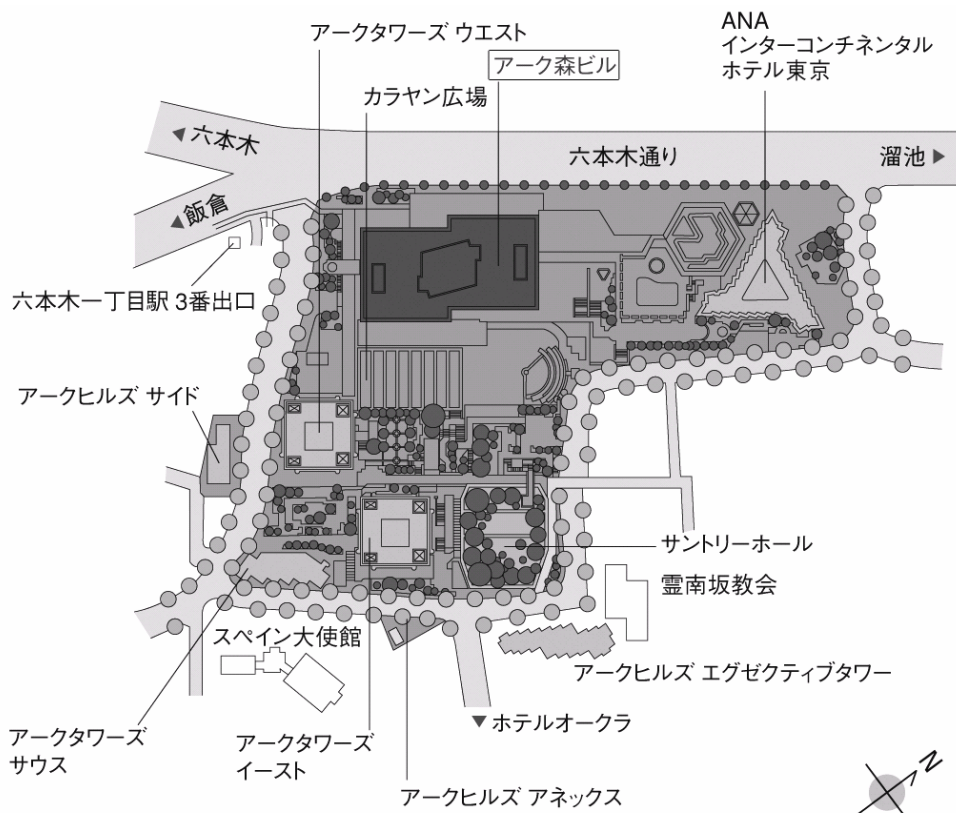 アークタワーズ ウエスト
アーク森ビル
カラヤン広場
ANA
インターコンチネンタル
ホテル東京
◀ 六本木
六本木通り
溜池 ▶
◀ 飯倉
六本木一丁目駅 3番出口
アークヒルズ サイド
サントリーホール
霊南坂教会
スペイン大使館
アークヒルズ エグゼクティブタワー
▼ ホテルオークラ
アークタワーズ
サウス
アークタワーズ
イースト
アークヒルズ アネックス
N